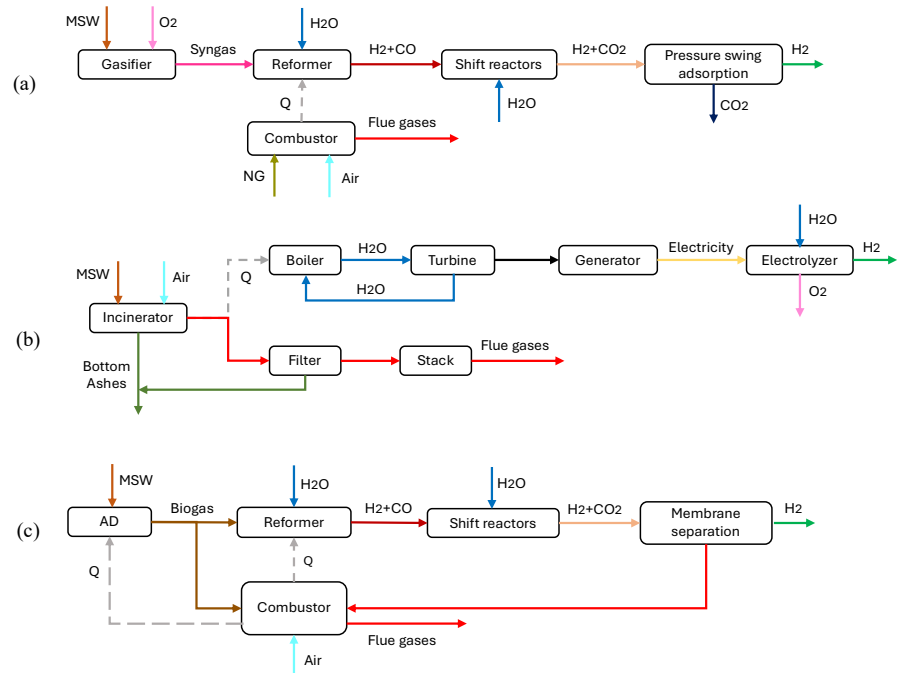 MSW
O2
H2O
Syngas
H2+CO
H2+CO2
H2
(a)
Gasifier
Reformer
Shift reactors
Pressure swing
adsorption
Q
H2O
CO2
Combustor
Flue gases
NG
Air
H2O
MSW
Air
Q
Boiler
H2O
Turbine
Generator
Electricity
Electrolyzer
H2
H2O
O2
(b)
Incinerator
Bottom
Ashes
Filter
Stack
Flue gases
MSW
H2O
H2O
Biogas
H2+CO
H2+CO2
H2
(c)
AD
Reformer
Shift reactors
Membrane
separation
Q
Q
Combustor
Flue gases
Air